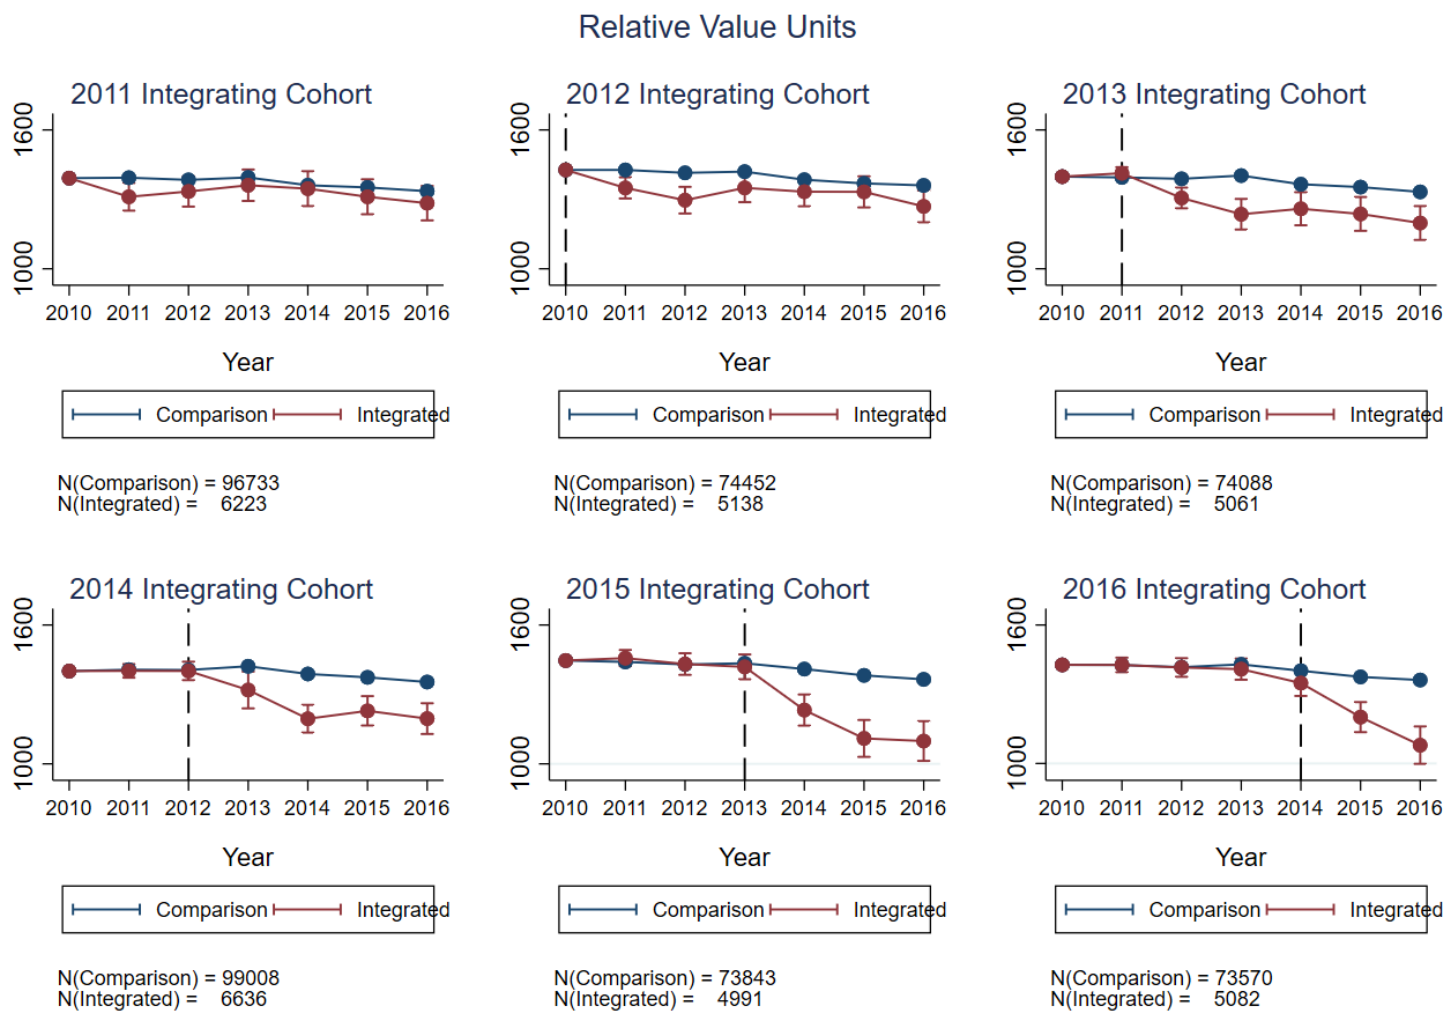 Relative Value Units
2011 Integrating Cohort
1600
1000
2010 2011 2012 2013 2014 2015 2016
Year
Comparison Integrated
N(Comparison) = 96733
N(Integrated) = 6223
2012 Integrating Cohort
1600
1000
2010 2011 2012 2013 2014 2015 2016
Year
Comparison Integrated
N(Comparison) = 74452
N(Integrated) = 5138
2013 Integrating Cohort
1600
1000
2010 2011 2012 2013 2014 2015 2016
Year
Comparison Integrated
N(Comparison) = 74088
N(Integrated) = 5061
2014 Integrating Cohort
1600
1000
2010 2011 2012 2013 2014 2015 2016
Year
Comparison Integrated
N(Comparison) = 99008
N(Integrated) = 6636
2015 Integrating Cohort
1600
1000
2010 2011 2012 2013 2014 2015 2016
Year
Comparison Integrated
N(Comparison) = 73843
N(Integrated) = 4991
2016 Integrating Cohort
1600
1000
2010 2011 2012 2013 2014 2015 2016
Year
Comparison Integrated
N(Comparison) = 73570
N(Integrated) = 5082